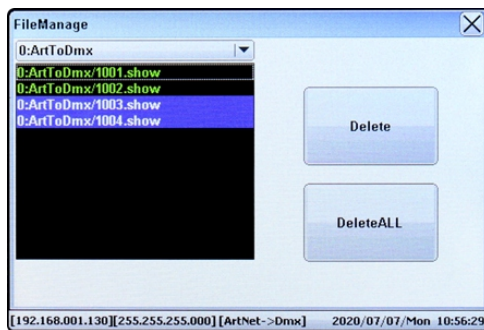 FileManage
0:ArtToDmx
0:ArtToDmx/1001.show
0:ArtToDmx/1002.show
0:ArtToDmx/1003.show
0:ArtToDmx/1004.show
Delete
DeleteALL
[192.168.001.130][255.255.255.000] [ArtNet->Dmx] 2020/07/07/Mon 10:56:29